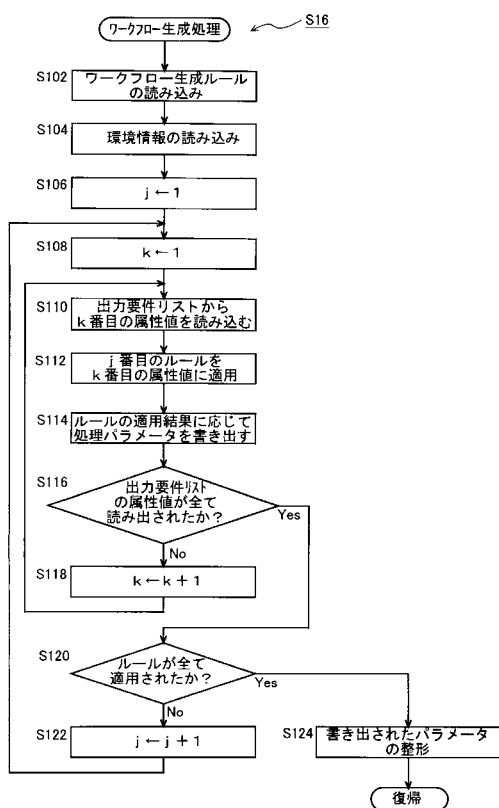 ワークフロー生成処理
S16
S102
ワークフロー生成ルール
の読み込み
S104
環境情報の読み込み
S106
j ← 1
S108
k ← 1
S110
出力要件リストから
k 番目の属性値を読み込む
S112
j 番目のルールを
k 番目の属性値に適用
S114
ルールの適用結果に応じて
処理パラメータを書き出す
S116
出力要件リスト
の属性値が全て
読み出されたか？
Yes
No
S118
k ← k + 1
S120
ルールが全て
適用されたか？
Yes
No
S122
j ← j + 1
S124
書き出されたパラメータ
の整形
復帰